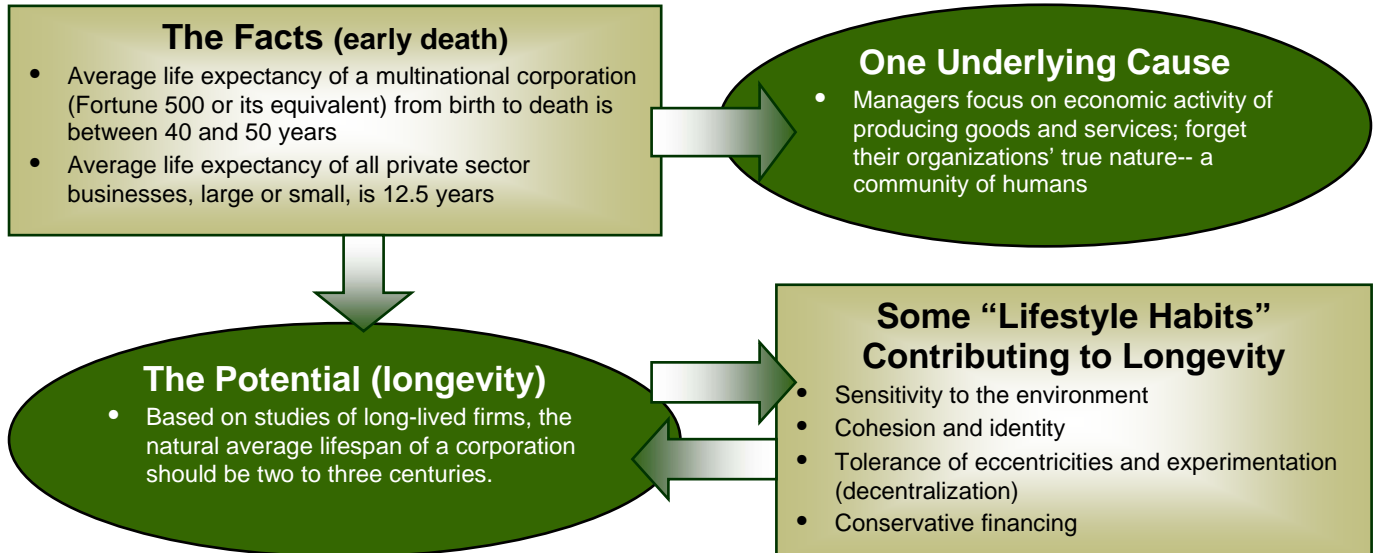 The Facts (early death)
• Average life expectancy of a multinational corporation
(Fortune 500 or its equivalent) from birth to death is
between 40 and 50 years
• Average life expectancy of all private sector
businesses, large or small, is 12.5 years
One Underlying Cause
• Managers focus on economic activity of
producing goods and services; forget
their organizations’ true nature-- a
community of humans
The Potential (longevity)
• Based on studies of long-lived firms, the
natural average lifespan of a corporation
should be two to three centuries.
Some “Lifestyle Habits”
Contributing to Longevity
• Sensitivity to the environment
• Cohesion and identity
• Tolerance of eccentricities and experimentation
(decentralization)
• Conservative financing